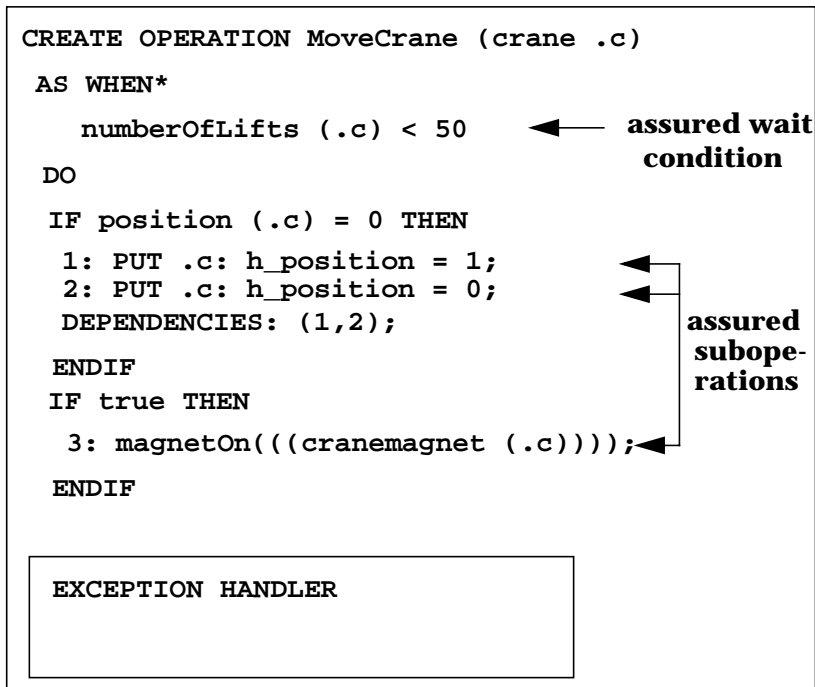 CREATE OPERATION MoveCrane (crane .c)
AS WHEN*
numberOfLifts (.c) < 50
assured wait
condition
DO
IF position (.c) = 0 THEN
1: PUT .c: h_position = 1;
2: PUT .c: h_position = 0;
DEPENDENCIES: (1,2);
assured
subope-
rations
ENDIF
IF true THEN
3: magnetOn(((cranemagnet (.c))));
ENDIF
EXCEPTION HANDLER